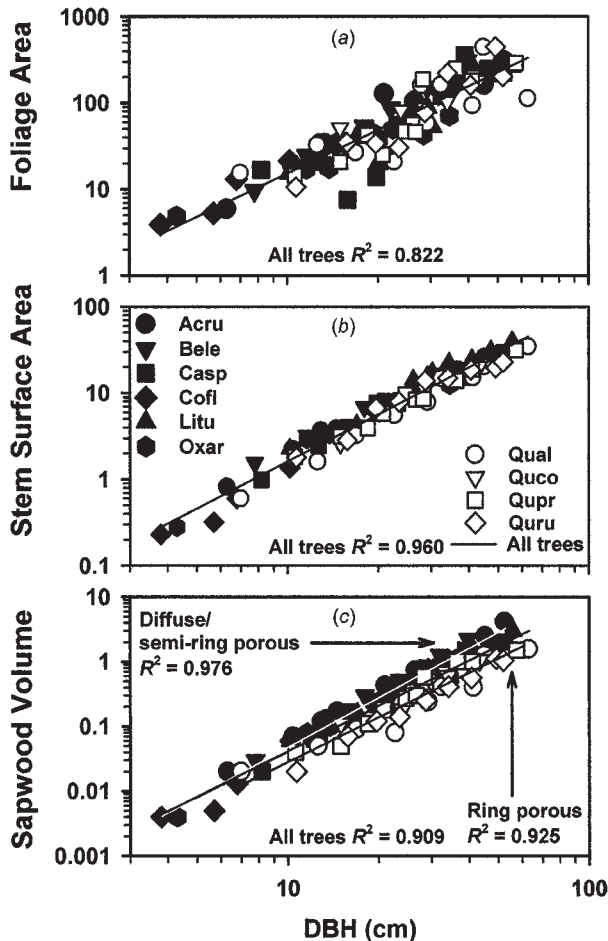 Foliage Area
1000
100
10
1
(a)
All trees R² = 0.822
Stem Surface Area
100
10
1
0.1
(b)
Acru
Bele
Casp
Cofl
Litu
Oxar
Qual
Quco
Qupr
Quru
All trees
All trees R² = 0.960
Sapwood Volume
10
1
0.1
0.01
0.001
(c)
Diffuse/
semi-ring porous
R² = 0.976
Ring porous
All trees R² = 0.909
R² = 0.925
10
100
DBH (cm)